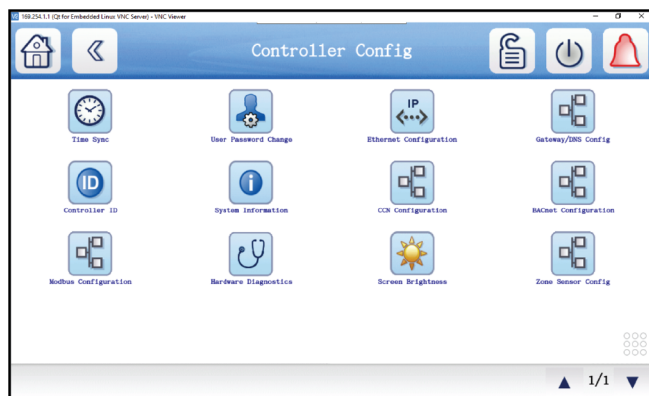 169.254.1.1 (Qt for Embedded Linux VNC Server) - VNC Viewer
Controller Config
Time Sync
User Password Change
IP
Ethernet Configuration
Gateway/DNS Config
ID
Controller ID
System Information
CCN Configuration
BACnet Configuration
Modbus Configuration
Hardware Diagnostics
Screen Brightness
Zone Sensor Config
1/1